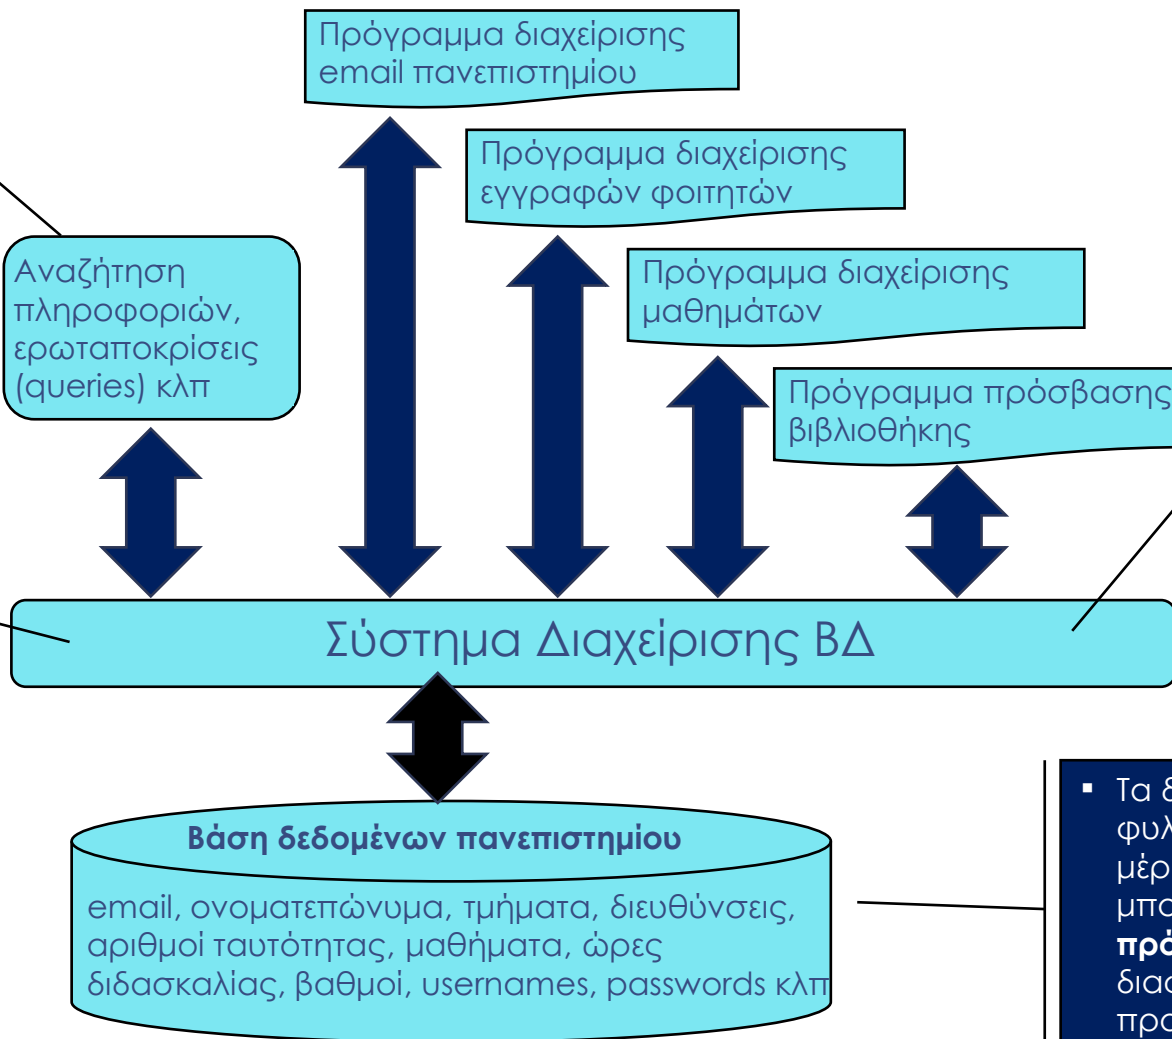 Πρόγραμμα διαχείρισης
email πανεπιστημίου
Πρόγραμμα διαχείρισης
εγγραφών φοιτητών
Αναζήτηση
πληροφοριών,
ερωταποκρίσεις
(queries) κλπ
Πρόγραμμα διαχείρισης
μαθημάτων
Πρόγραμμα πρόσβασης
βιβλιοθήκης
Σύστημα Διαχείρισης ΒΔ
Βάση δεδομένων πανεπιστημίου
email, ονοματεπώνυμα, τμήματα, διευθύνσεις,
αριθμοί ταυτότητας, μαθήματα, ώρες
διδασκαλίας, βαθμοί, usernames, passwords κλπ
▪ Τα